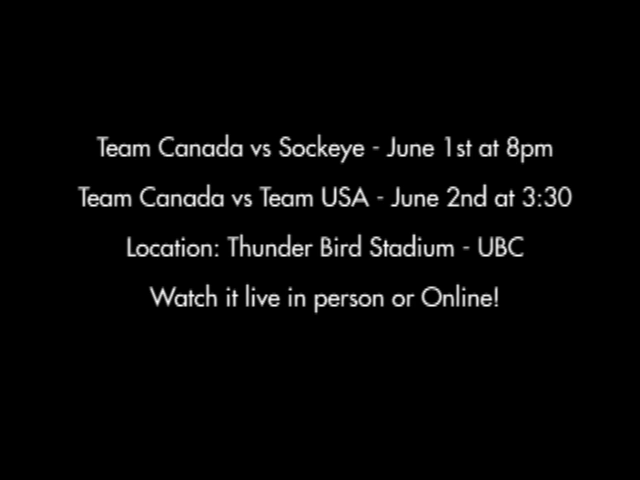 Team Canada vs Sockeye - June 1st at 8pm
Team Canada vs Team USA - June 2nd at 3:30
Location: Thunder Bird Stadium - UBC
Watch it live in person or Online!